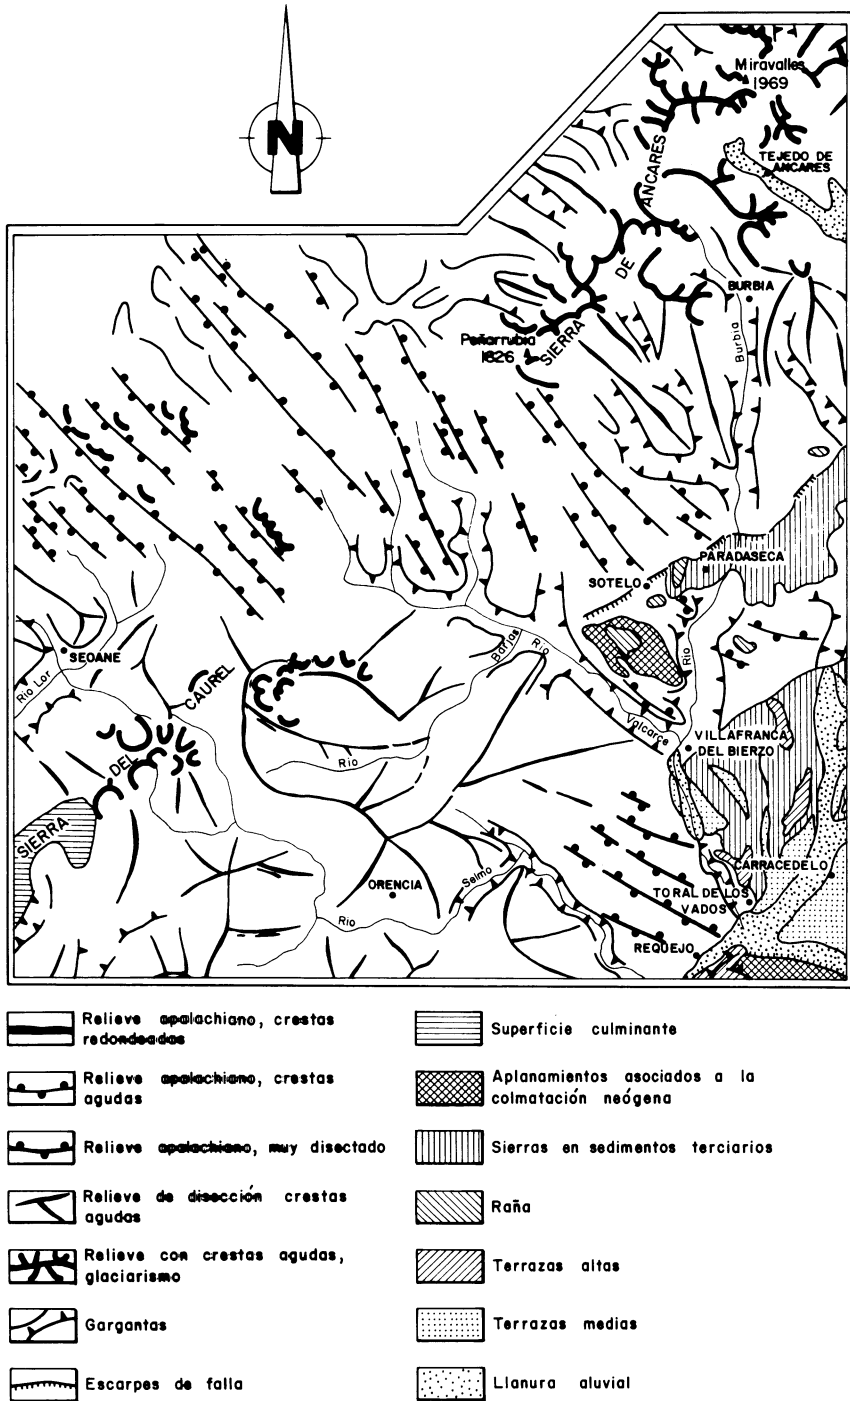 N
Miravalles
1969
TEJEDO DE
ANCARES
ANCARES
DE
SIERRA
BURBIA
Burbia
Peñarrubia
1826
PARADASECA
SOTELO
SEOANE
Rio Lor
CAUREL
DEL
SIERRA
Barjas
Rio
Rio
Valcarce
Rio
VILLAFRANCA
DEL BIERZO
CARRACEDELO
TORAL DE LOS
VADOS
REQUEJO
ORENCIA
Selmo
Rio
Relieve apalachiano, crestas
redondeadas
Relieve apalachiano, crestas
agudas
Relieve apalachiano, muy disectado
Relieve de disección crestas
agudas
Relieve con crestas agudas,
glaciarismo
Gargantas
Escarpes de falla
Superficie culminante
Aplanamientos asociados a la
colmatación neógena
Sierras en sedimentos terciarios
Raña
Terrazas altas
Terrazas medias
Llanura aluvial